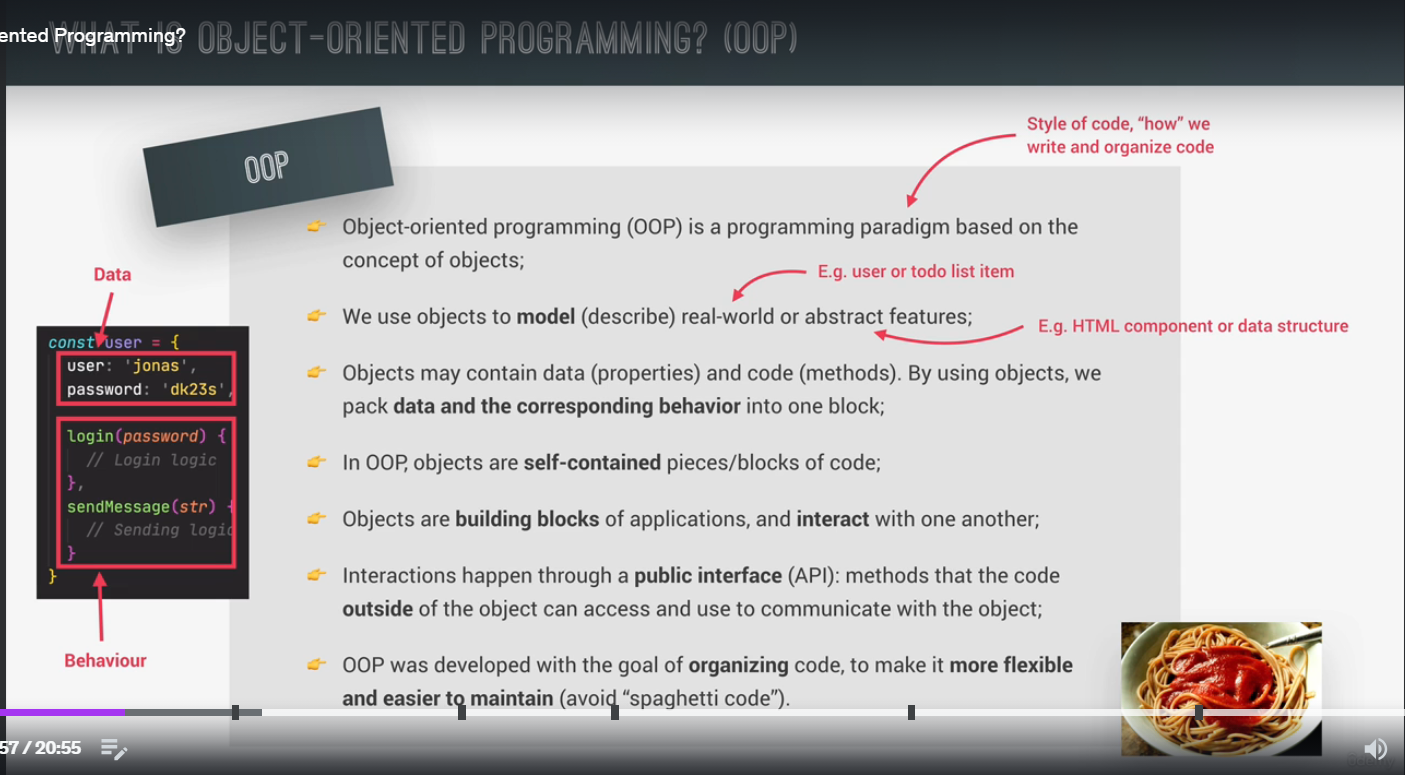 ented Programming?
WHAT IS OBJECT-ORIENTED PROGRAMMING? (OOP)
OOP
Style of code, “how” we
write and organize code
Object-oriented programming (OOP) is a programming paradigm based on the
concept of objects;
E.g. user or todo list item
We use objects to model (describe) real-world or abstract features;
E.g. HTML component or data structure
Objects may contain data (properties) and code (methods). By using objects, we
pack data and the corresponding behavior into one block;
In OOP, objects are self-contained pieces/blocks of code;
Objects are building blocks of applications, and interact with one another;
Interactions happen through a public interface (API): methods that the code
outside of the object can access and use to communicate with the object;
OOP was developed with the goal of organizing code, to make it more flexible
and easier to maintain (avoid “spaghetti code”).
Data
const user = {
user: 'jonas',
password: 'dk23s',
login(password) {
// Login logic
},
sendMessage(str) {
// Sending logic
}
}
Behaviour
57 / 20:55